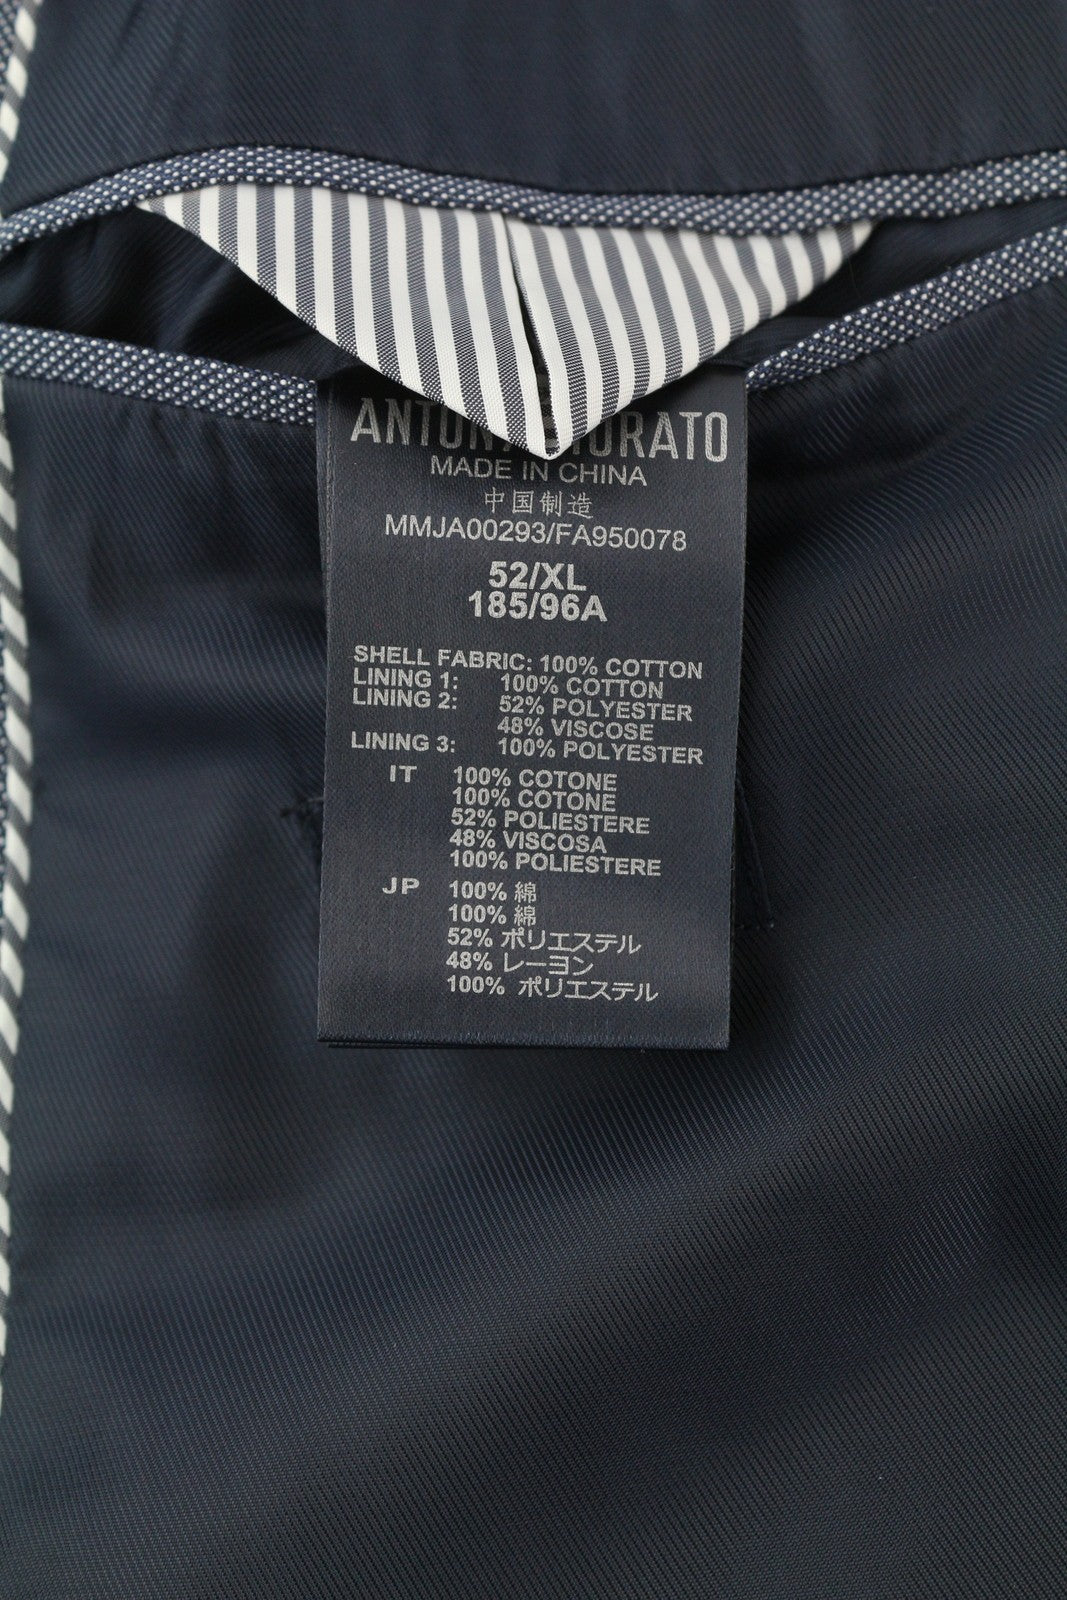 MADE IN CHINA
中国制造
MMJA00293/FA950078
52/XL
185/96A
SHELL FABRIC: 100% COTTON
LINING 1: 100% COTTON
LINING 2: 52% POLYESTER
48% VISCOSE
LINING 3: 100% POLYESTER
IT 100% COTONE
100% COTONE
52% POLIESTERE
48% VISCOSA
100% POLIESTERE
JP 100% 綿
100% 綿
52% ポリエステル
48% レーヨン
100% ポリエステル